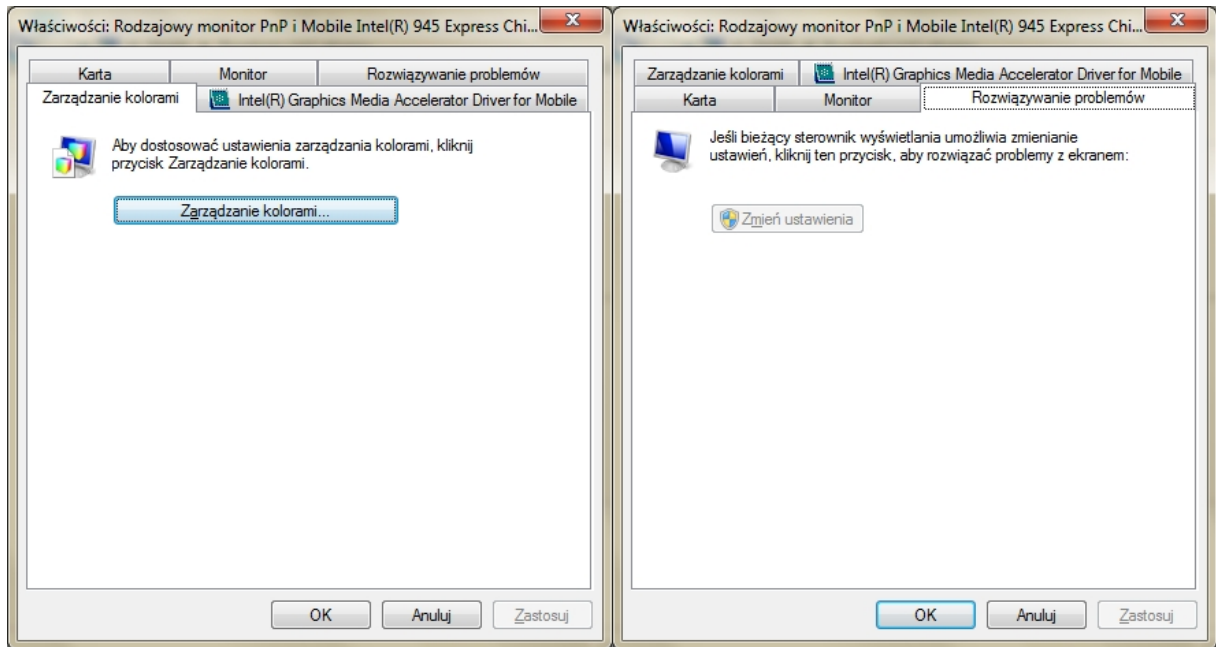 Właściwości: Rodzajowy monitor PnP i Mobile Intel(R) 945 Express Chi...
Karta
Monitor
Rozwiązywanie problemów
Zarządzanie kolorami
Intel(R) Graphics Media Accelerator Driver for Mobile
Aby dostosować ustawienia zarządzania kolorami, kliknij
przycisk Zarządzanie kolorami.
Zarządzanie kolorami...
OK
Anuluj
Zastosuj
Właściwości: Rodzajowy monitor PnP i Mobile Intel(R) 945 Express Chi...
Zarządzanie kolorami
Intel(R) Graphics Media Accelerator Driver for Mobile
Karta
Monitor
Rozwiązywanie problemów
Jeśli bieżący sterownik wyświetlania umożliwia zmienianie
ustawień, kliknij ten przycisk, aby rozwiązać problemy z ekranem:
Zmień ustawienia
OK
Anuluj
Zastosuj